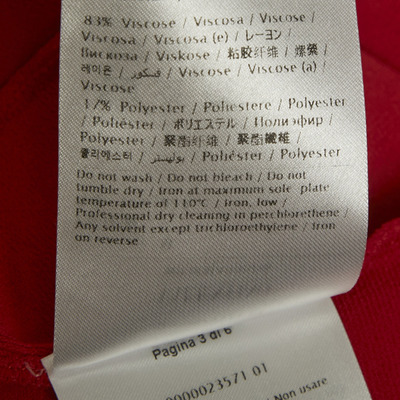 83% Viscose / Viscosa / Viscose /
Viscosa / Viscosa (e) / レーヨン /
Вискоза / Viskose / 粘胶纤维 / 嫘縈 /
레이온 / فسكوز / Viscose / Viscose (a) /
Viscose
17% Polyester / Poliestere / Polyester
/ Poliéster / ポリエステル / Полиэфир /
Polyester / 聚酯纤维 / 聚酯纖維 /
폴리에스터 / بوليستر / Poliéster / Polyester
Do not wash / Do not bleach / Do not
tumble dry / Iron at maximum sole plate
temperature of 110°C / Iron, low /
Professional dry cleaning in perchlorethene /
Any solvent except trichloroethylene / Iron
on reverse
Pagina 3 di 6
0000023571 01
/ Non usare